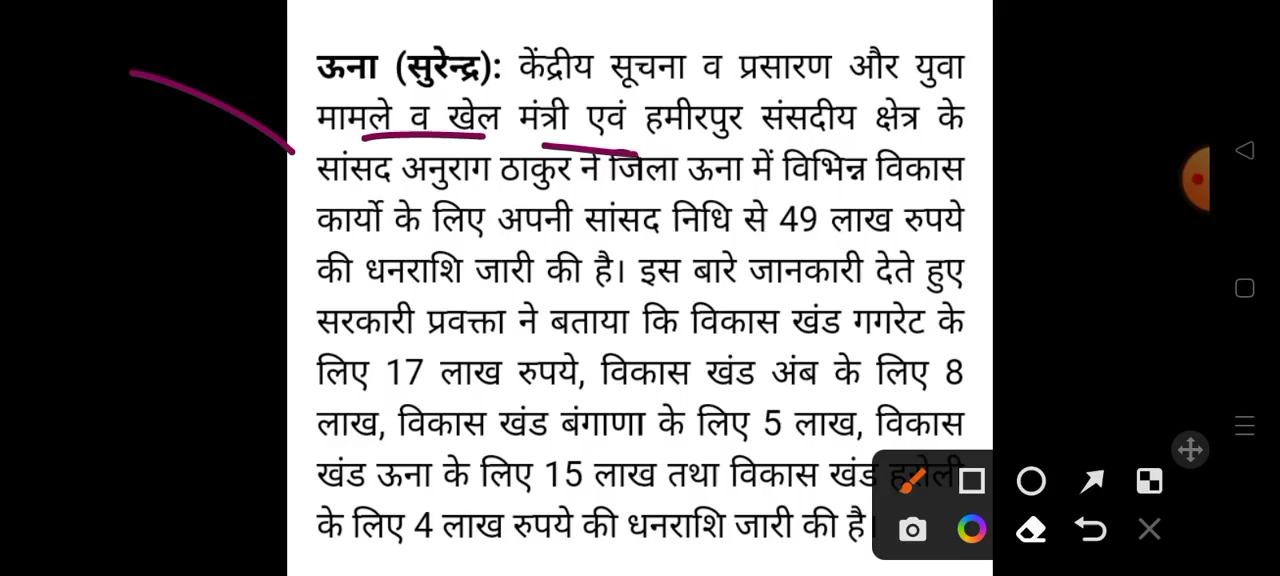 ऊना (सुरेन्द्र): केंद्रीय सूचना व प्रसारण और युवा
मामले व खेल मंत्री एवं हमीरपुर संसदीय क्षेत्र के
सांसद अनुराग ठाकुर ने जिला ऊना में विभिन्न विकास
कार्यो के लिए अपनी सांसद निधि से 49 लाख रुपये
की धनराशि जारी की है। इस बारे जानकारी देते हुए
सरकारी प्रवक्ता ने बताया कि विकास खंड गगरेट के
लिए 17 लाख रुपये, विकास खंड अंब के लिए 8
लाख, विकास खंड बंगाणा के लिए 5 लाख, विकास
खंड ऊना के लिए 15 लाख तथा विकास खंड हरोली
के लिए 4 लाख रुपये की धनराशि जारी की है।